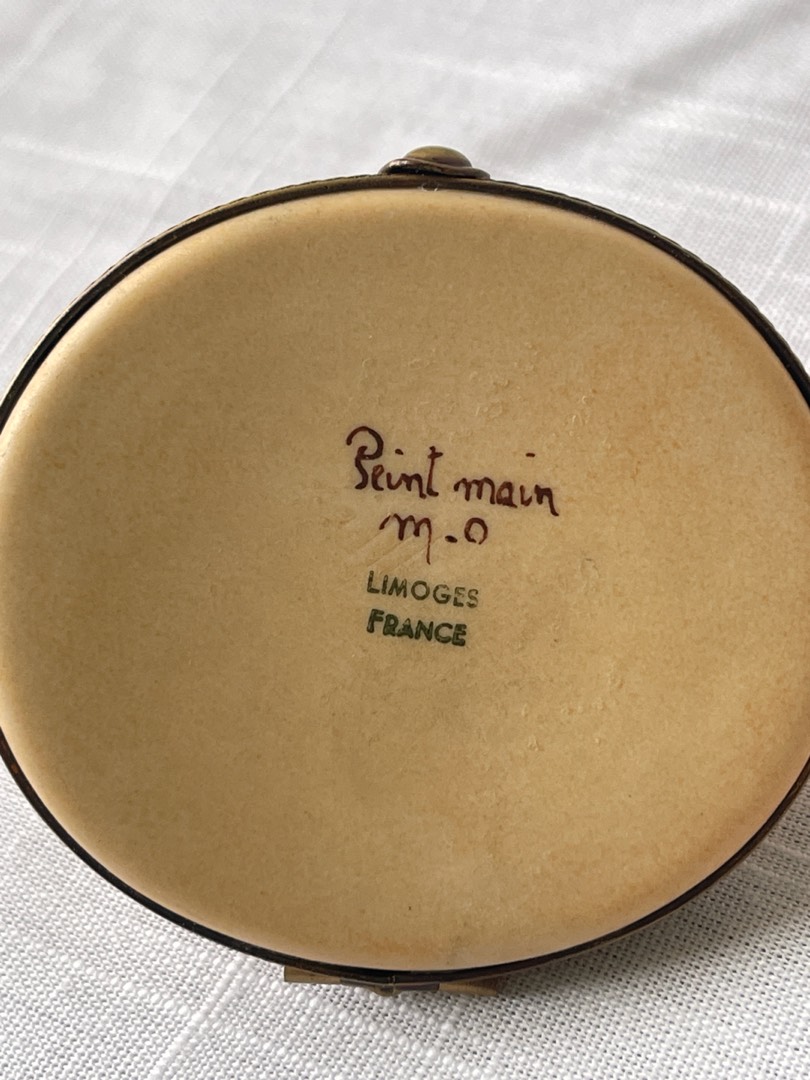 Peint main
m.o
LIMOGES
FRANCE